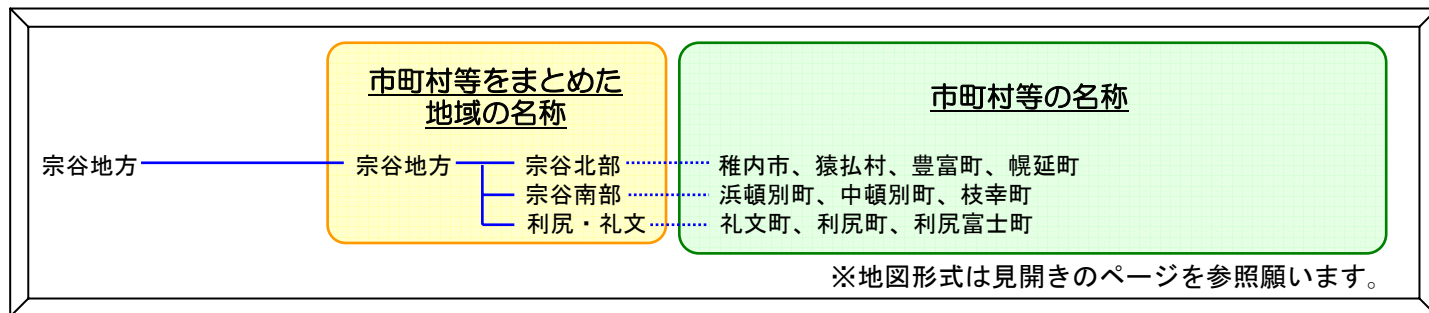 市町村等をまとめた
地域の名称
市町村等の名称
宗谷地方 宗谷地方 宗谷北部 稚内市、猿払村、豊富町、幌延町
宗谷南部 浜頓別町、中頓別町、枝幸町
利尻・礼文 礼文町、利尻町、利尻富士町
※地図形式は見開きのページを参照願います。